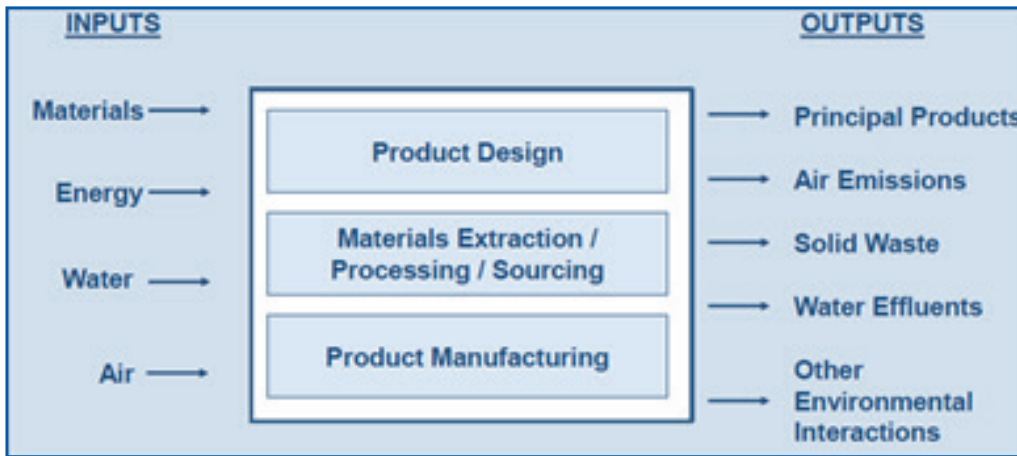 INPUTS
OUTPUTS
Materials
Energy
Water
Air
Product Design
Materials Extraction /
Processing / Sourcing
Product Manufacturing
Principal Products
Air Emissions
Solid Waste
Water Effluents
Other
Environmental
Interactions